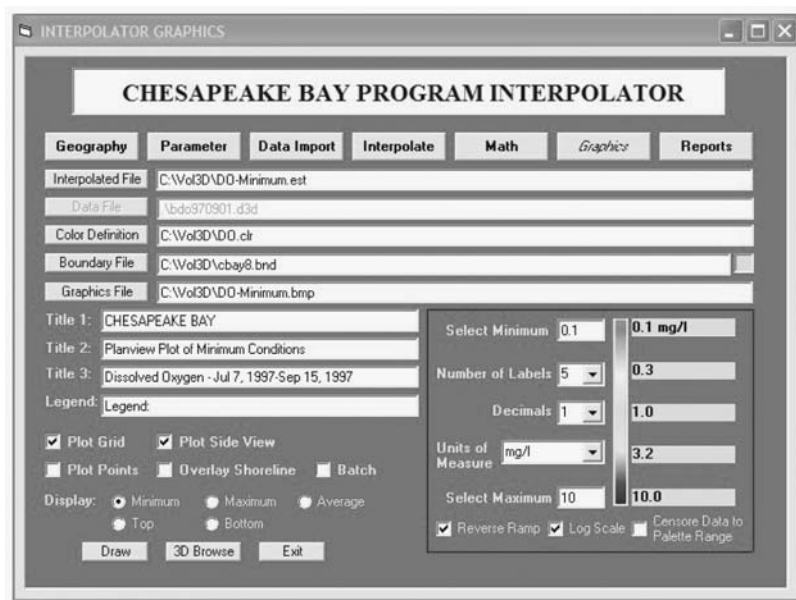 INTERPOLATOR GRAPHICS
CHESAPEAKE BAY PROGRAM INTERPOLATOR
Geography Parameter Data Import Interpolate Math Graphics Reports
Interpolated File C:\Vol3D\DO-Minimum.est
Data File .\bdo970901.d3d
Color Definition C:\Vol3D\DO.clr
Boundary File C:\Vol3D\cbay8.bnd
Graphics File C:\Vol3D\DO-Minimum.bmp
Title 1: CHESAPEAKE BAY
Title 2: Planview Plot of Minimum Conditions
Title 3: Dissolved Oxygen - Jul 7, 1997-Sep 15, 1997
Legend: Legend:
Plot Grid Plot Side View
Plot Points Overlay Shoreline Batch
Display: Minimum Maximum Average
Top Bottom
Draw 3D Browse Exit
Select Minimum 0.1 0.1 mg/l
Number of Labels 5 0.3
Decimals 1 1.0
Units of Measure mg/l 3.2
Select Maximum 10 10.0
Reverse Ramp Log Scale Censore Data to Palette Range